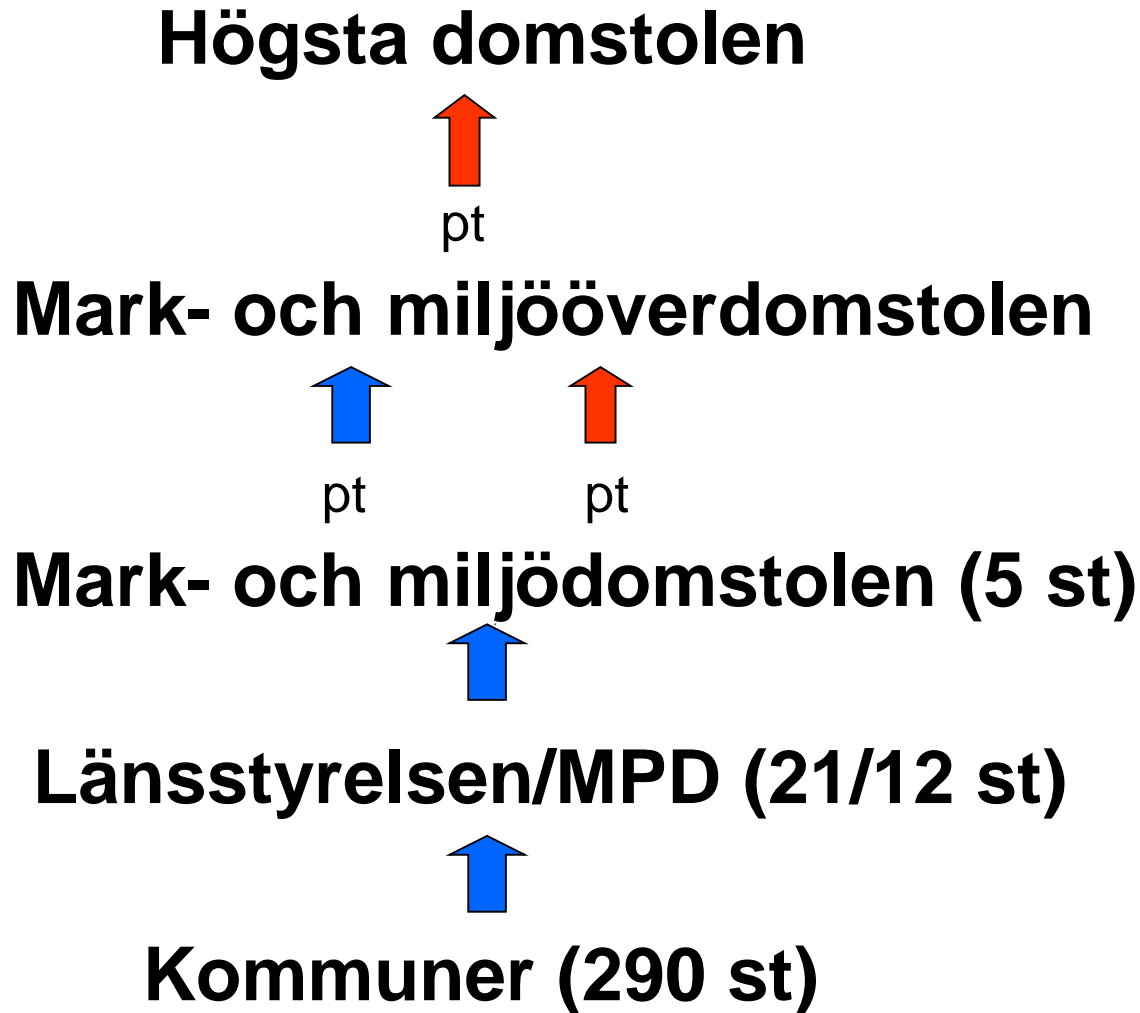 Högsta domstolen
pt
Mark- och miljööverdomstolen
pt pt
Mark- och miljödomstolen (5 st)
Länsstyrelsen/MPD (21/12 st)
Kommuner (290 st)